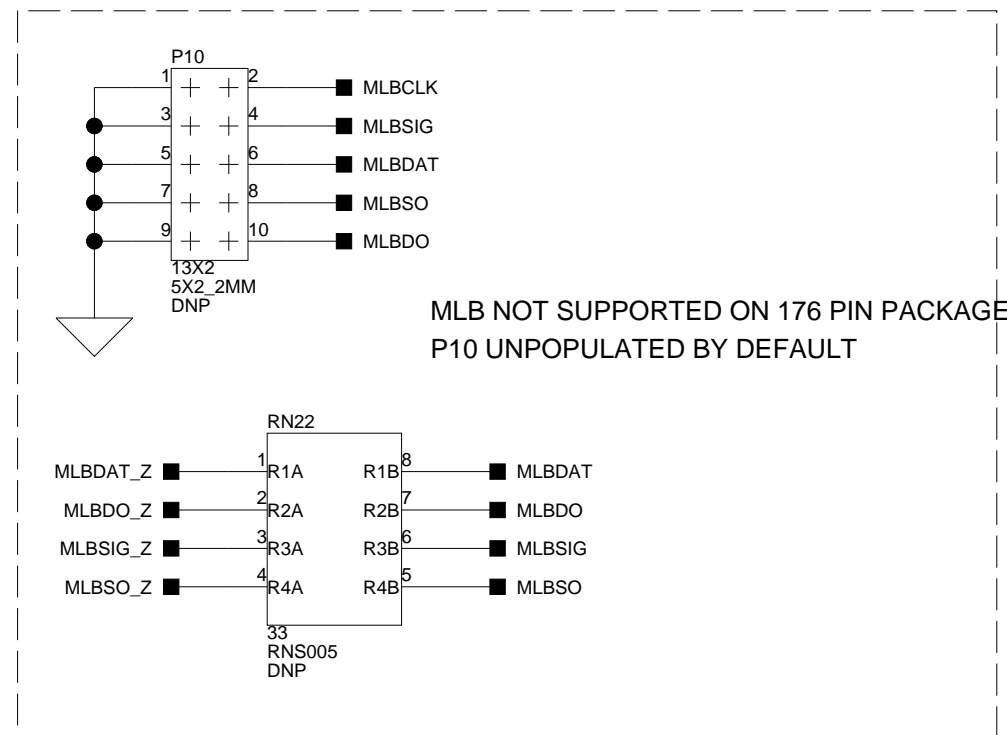 P10
1 2 MLBCLK
3 4 MLBSIG
5 6 MLBDAT
7 8 MLBSO
9 10 MLBDO
13X2
5X2_2MM
DNP
MLB NOT SUPPORTED ON 176 PIN PACKAGE
P10 UNPOPULATED BY DEFAULT
RN22
MLBDAT_Z 1 R1A R1B 8 MLBDAT
MLBDO_Z 2 R2A R2B 7 MLBDO
MLBSIG_Z 3 R3A R3B 6 MLBSIG
MLBSO_Z 4 R4A R4B 5 MLBSO
33
RNS005
DNP